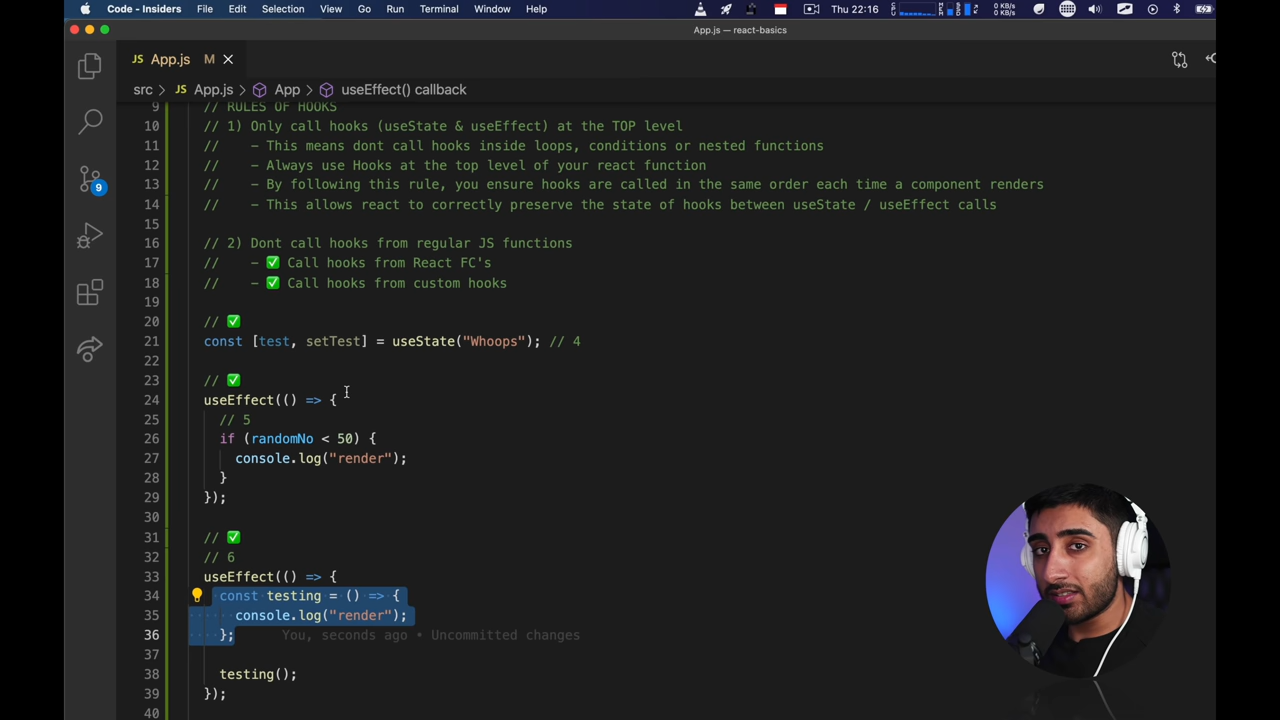 Code - Insiders File Edit Selection View Go Run Terminal Window Help Thu 22:16 0 KB/s 0 KB/s
App.js — react-basics
JS App.js M
src > JS App.js > App > useEffect() callback
9 // RULES OF HOOKS
10 // 1) Only call hooks (useState & useEffect) at the TOP level
11 // - This means dont call hooks inside loops, conditions or nested functions
12 // - Always use Hooks at the top level of your react function
13 // - By following this rule, you ensure hooks are called in the same order each time a component renders
14 // - This allows react to correctly preserve the state of hooks between useState / useEffect calls
15
16 // 2) Dont call hooks from regular JS functions
17 // - ✅ Call hooks from React FC's
18 // - ✅ Call hooks from custom hooks
19
20 // ✅
21 const [test, setTest] = useState("Whoops"); // 4
22
23 // ✅
24 useEffect(() => {
25 // 5
26 if (randomNo < 50) {
27 console.log("render");
28 }
29 });
30
31 // ✅
32 // 6
33 useEffect(() => {
34 const testing = () => {
35 console.log("render");
36 }; You, seconds ago • Uncommitted changes
37
38 testing();
39 });
40
9